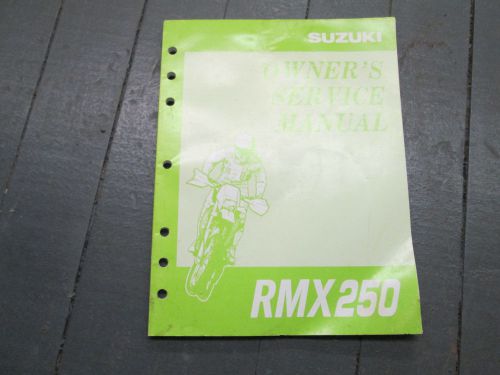 SUZUKI
OWNER'S
SERVICE
MANUAL
RMX250